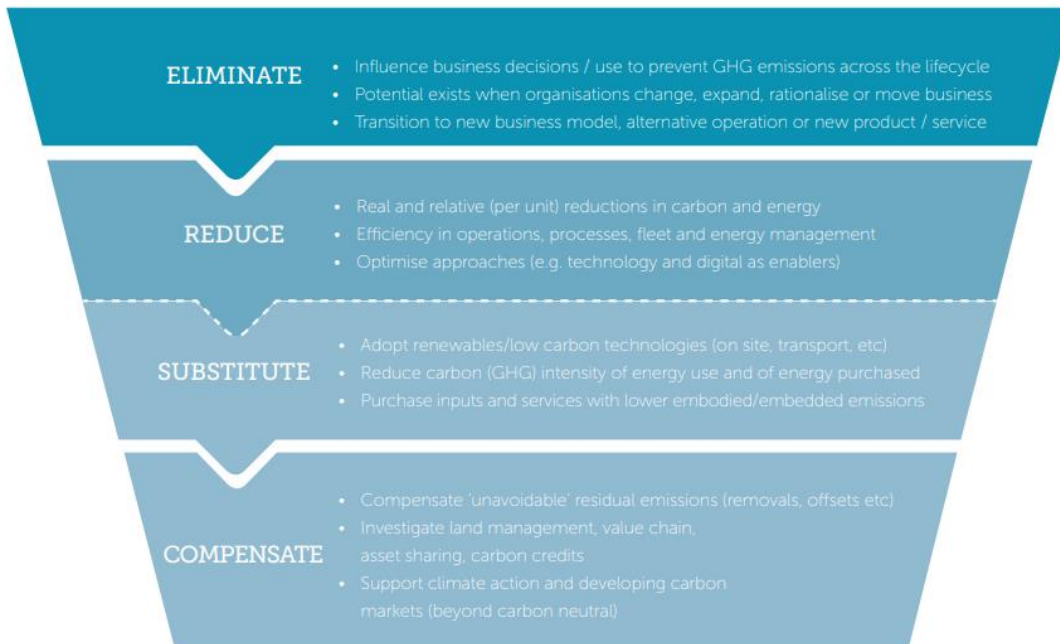 ELIMINATE
• Influence business decisions / use to prevent GHG emissions across the lifecycle
• Potential exists when organisations change, expand, rationalise or move business
• Transition to new business model, alternative operation or new product / service
REDUCE
• Real and relative (per unit) reductions in carbon and energy
• Efficiency in operations, processes, fleet and energy management
• Optimise approaches (e.g. technology and digital as enablers)
SUBSTITUTE
• Adopt renewables/low carbon technologies (on site, transport, etc)
• Reduce carbon (GHG) intensity of energy use and of energy purchased
• Purchase inputs and services with lower embodied/embedded emissions
COMPENSATE
• Compensate ‘unavoidable’ residual emissions (removals, offsets etc)
• Investigate land management, value chain,
asset sharing, carbon credits
• Support climate action and developing carbon
markets (beyond carbon neutral)